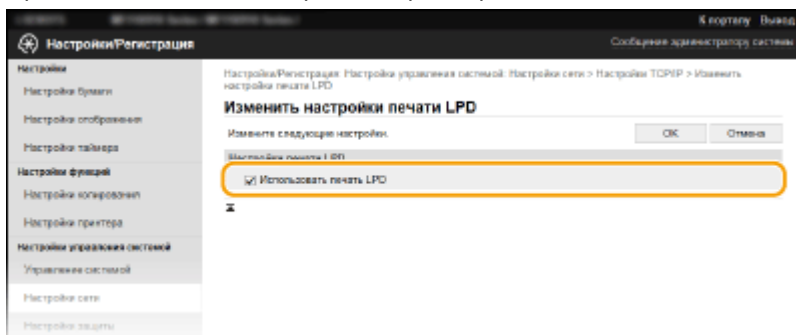 К порталу Вывод
Настройки/Регистрация
Сообщение администратору системы
Настройки
Настройки бумаги
Настройки отображения
Настройки таймера
Настройки функций
Настройки копирования
Настройки принтера
Настройки управления системой
Управление системой
Настройки сети
Настройки защиты
Настройки/Регистрация: Настройка управления системой: Настройки сети > Настройки TCP/IP > Изменить
настройки печати LPD
Изменить настройки печати LPD
Измените следующие настройки.
OK Отмена
Настройки печати LPD
Использовать печать LPD